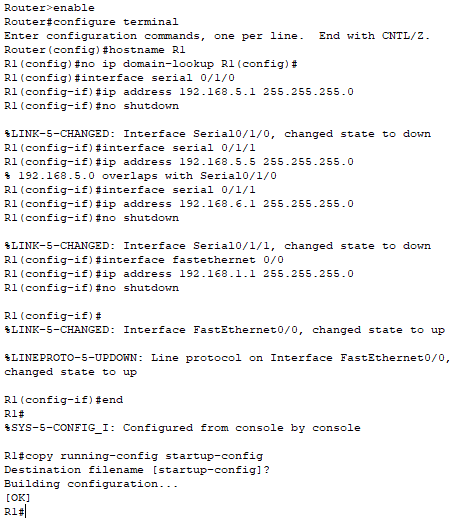 Router>enable
Router#configure terminal
Enter configuration commands, one per line.  End with CNTL/Z.
Router(config)#hostname R1
R1(config)#no ip domain-lookup R1(config)#
R1(config)#interface serial 0/1/0
R1(config-if)#ip address 192.168.5.1 255.255.255.0
R1(config-if)#no shutdown

%LINK-5-CHANGED: Interface Serial0/1/0, changed state to down
R1(config-if)#interface serial 0/1/1
R1(config-if)#ip address 192.168.5.5 255.255.255.0
% 192.168.5.0 overlaps with Serial0/1/0
R1(config-if)#interface serial 0/1/1
R1(config-if)#ip address 192.168.6.1 255.255.255.0
R1(config-if)#no shutdown

%LINK-5-CHANGED: Interface Serial0/1/1, changed state to down
R1(config-if)#interface fastethernet 0/0
R1(config-if)#ip address 192.168.1.1 255.255.255.0
R1(config-if)#no shutdown

R1(config-if)#
%LINK-5-CHANGED: Interface FastEthernet0/0, changed state to up

%LINEPROTO-5-UPDOWN: Line protocol on Interface FastEthernet0/0,
changed state to up

R1(config-if)#end
R1#
%SYS-5-CONFIG_I: Configured from console by console

R1#copy running-config startup-config
Destination filename [startup-config]?
Building configuration...
[OK]
R1#